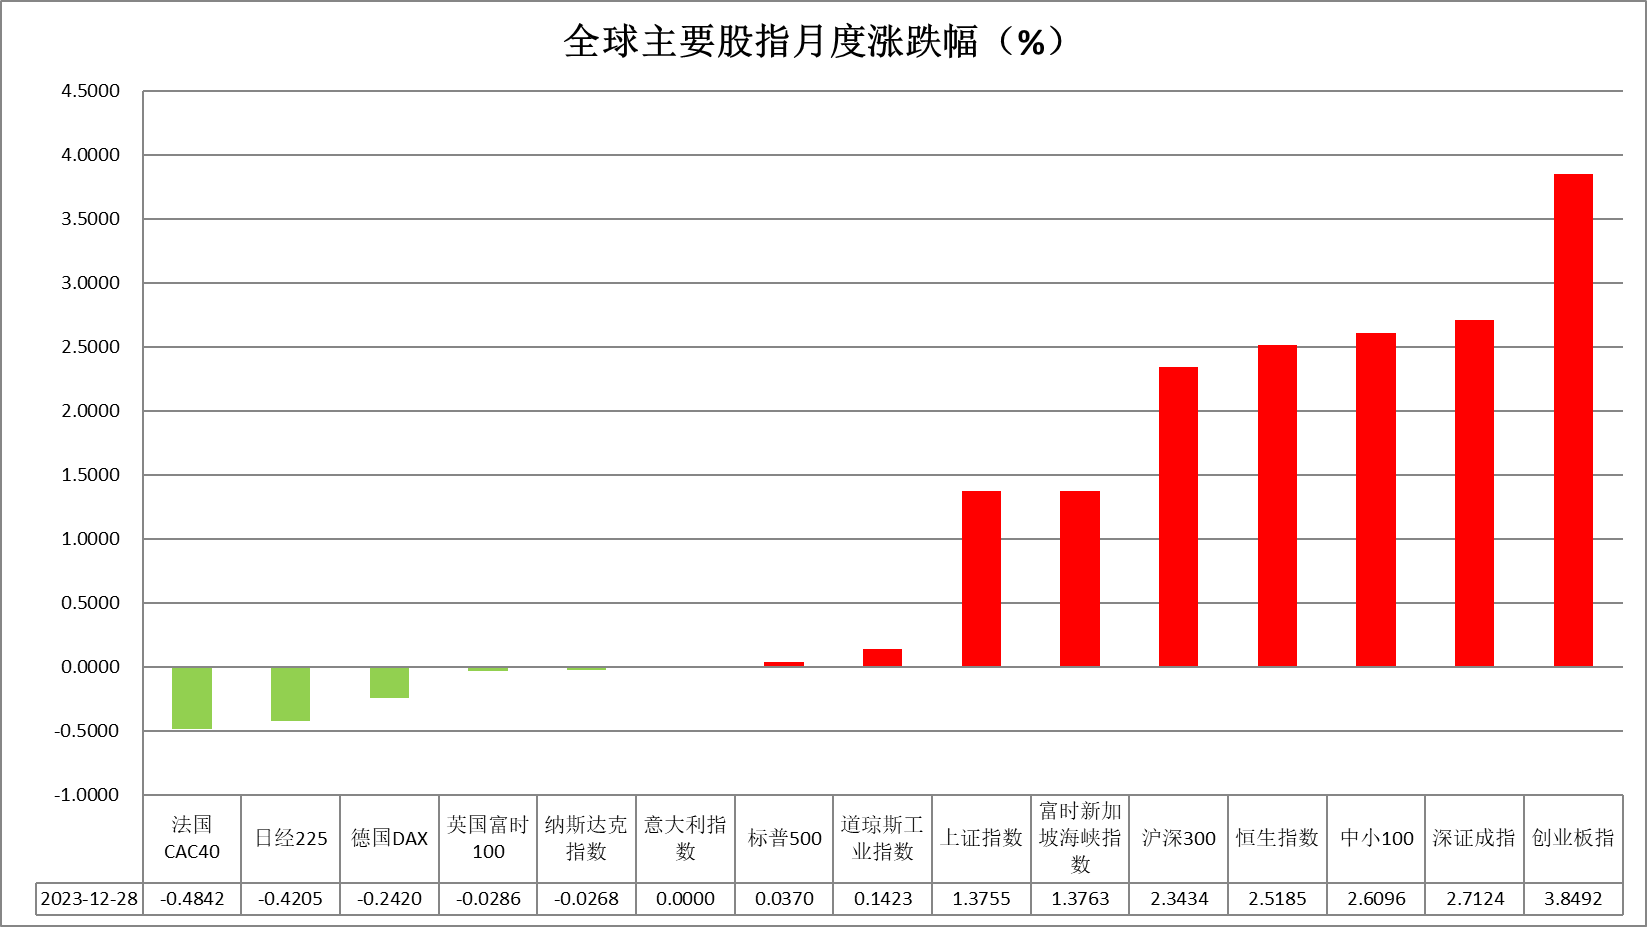 全球主要股指月度涨跌幅（%）
4.5000
4.0000
3.5000
3.0000
2.5000
2.0000
1.5000
1.0000
0.5000
0.0000
-0.5000
-1.0000
法国
CAC40
日经225
德国DAX
英国富时
100
纳斯达克
指数
意大利指
数
标普500
道琼斯工
业指数
上证指数
富时新加
坡海峡指
数
沪深300
恒生指数
中小100
深证成指
创业板指
2023-12-28 -0.4842 -0.4205 -0.2420 -0.0286 -0.0268 0.0000 0.0370 0.1423 1.3755 1.3763 2.3434 2.5185 2.6096 2.7124 3.8492